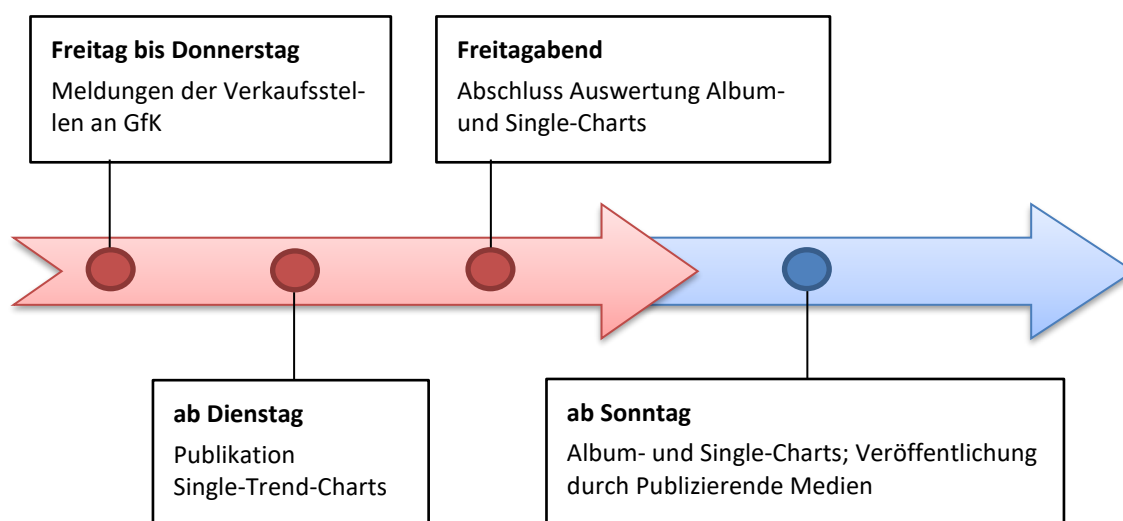 Freitag bis Donnerstag
Meldungen der Verkaufsstel-
len an GfK
Freitagabend
Abschluss Auswertung Album-
und Single-Charts
ab Dienstag
Publikation
Single-Trend-Charts
ab Sonntag
Album- und Single-Charts; Veröffentlichung
durch Publizierende Medien